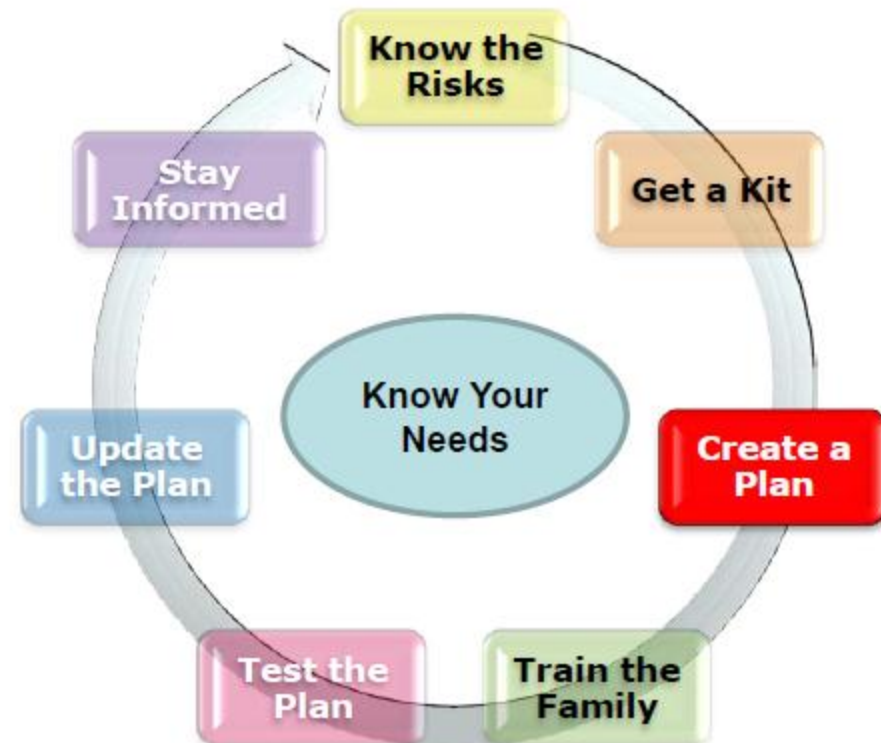 Know the
Risks
Get a Kit
Create a
Plan
Train the
Family
Test the
Plan
Update
the Plan
Stay
Informed
Know Your
Needs